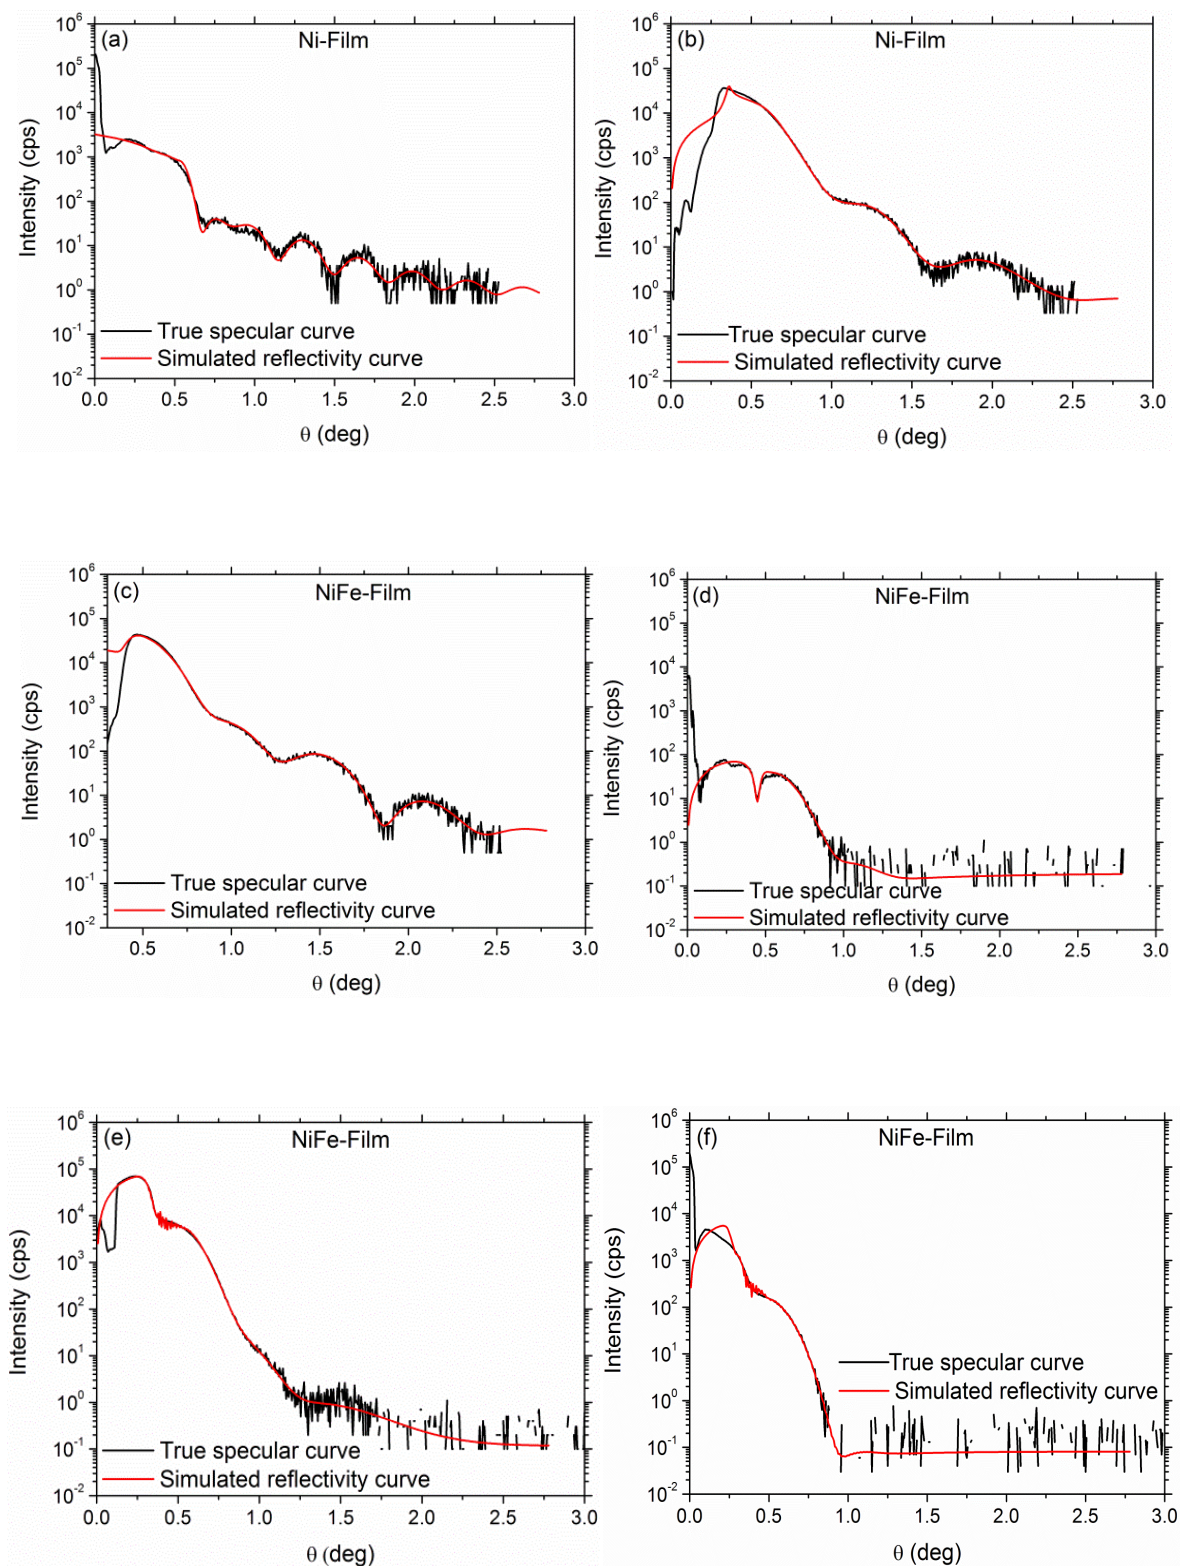 (a) Ni-Film
10^6
10^5
10^4
10^3
10^2
10^1
10^0
10^-1
10^-2
Intensity (cps)
True specular curve
Simulated reflectivity curve
0.0 0.5 1.0 1.5 2.0 2.5 3.0
θ (deg)
(b) Ni-Film
10^6
10^5
10^4
10^3
10^2
10^1
10^0
10^-1
10^-2
Intensity (cps)
True specular curve
Simulated reflectivity curve
0.0 0.5 1.0 1.5 2.0 2.5 3.0
θ (deg)
(c) NiFe-Film
10^6
10^5
10^4
10^3
10^2
10^1
10^0
10^-1
10^-2
Intensity (cps)
True specular curve
Simulated reflectivity curve
0.5 1.0 1.5 2.0 2.5 3.0
θ (deg)
(d) NiFe-Film
10^6
10^5
10^4
10^3
10^2
10^1
10^0
10^-1
10^-2
Intensity (cps)
True specular curve
Simulated reflectivity curve
0.0 0.5 1.0 1.5 2.0 2.5 3.0
θ (deg)
(e) NiFe-Film
10^6
10^5
10^4
10^3
10^2
10^1
10^0
10^-1
10^-2
Intensity (cps)
True specular curve
Simulated reflectivity curve
0.0 0.5 1.0 1.5 2.0 2.5 3.0
θ (deg)
(f) NiFe-Film
10^6
10^5
10^4
10^3
10^2
10^1
10^0
10^-1
10^-2
Intensity (cps)
True specular curve
Simulated reflectivity curve
0.0 0.5 1.0 1.5 2.0 2.5 3.0
θ (deg)